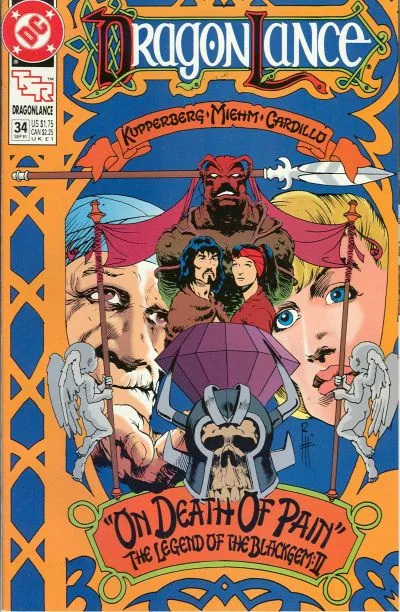 DC
DRAGONLANCE
TSR™
DRAGONLANCE
34
SEP 91
US $1.75
CAN $2.25
UK £1
KUPPERBERG • MIEHM • CARDILLO
"ON DEATH OF PAIN"
THE LEGEND OF THE BLACKGEM: II